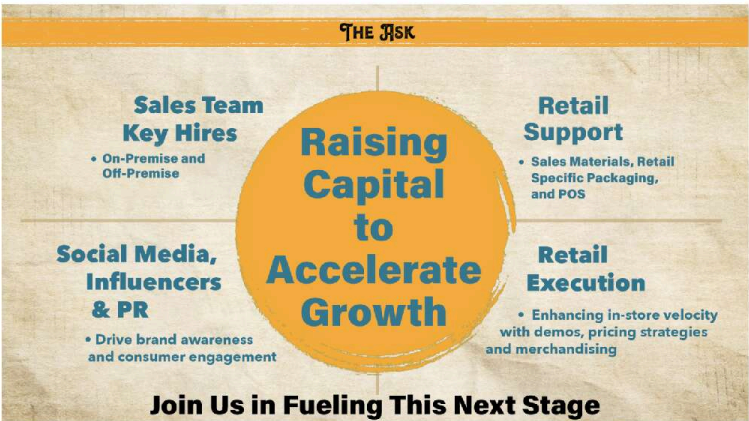 The Ask
Sales Team
Key Hires
• On-Premise and
Off-Premise
Retail
Support
• Sales Materials, Retail
Specific Packaging,
and POS
Raising
Capital
to
Accelerate
Growth
Social Media,
Influencers
& PR
• Drive brand awareness
and consumer engagement
Retail
Execution
• Enhancing in-store velocity
with demos, pricing strategies
and merchandising
Join Us in Fueling This Next Stage